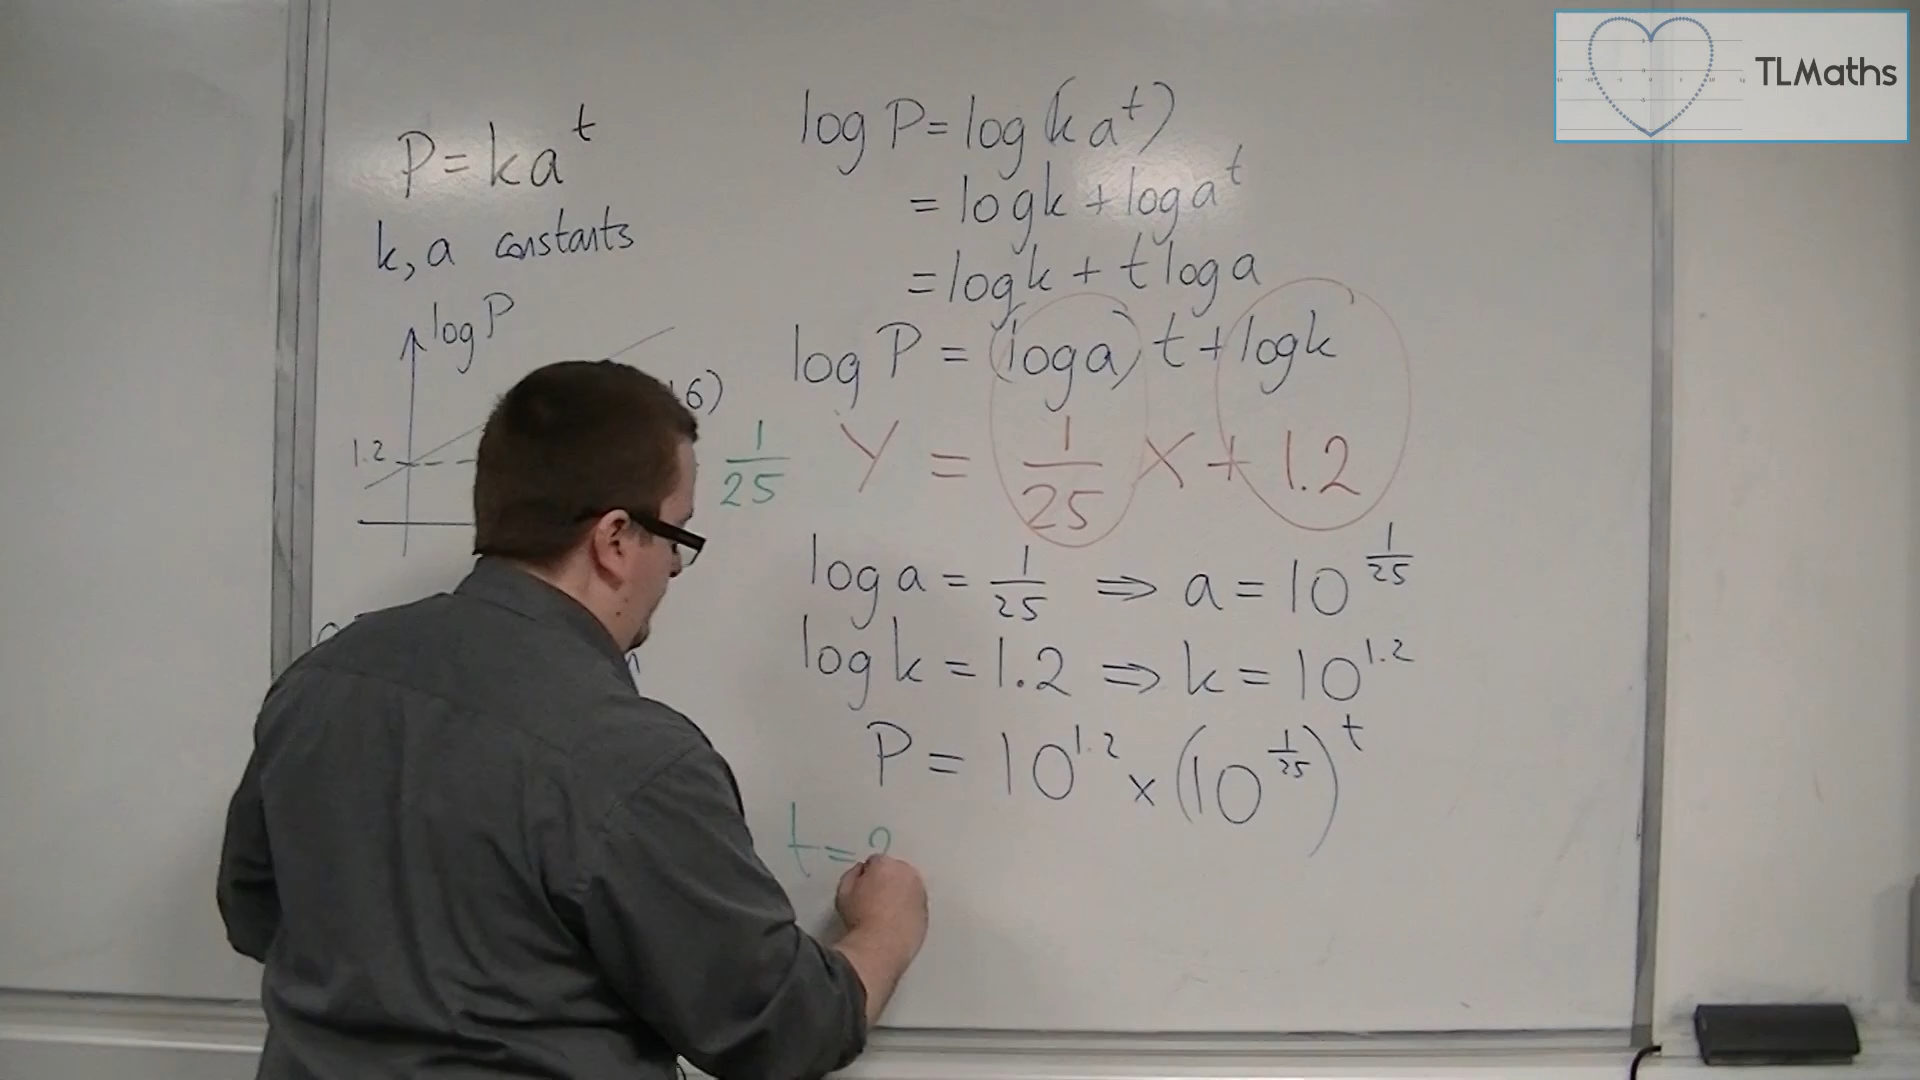 TLMaths
P = ka^t
k, a constants
log P
6)
1.2
1/25
log P = log(ka^t)
= log k + log a^t
= log k + t log a
log P = (log a) t + log k
Y = 1/25 X + 1.2
log a = 1/25 ⇒ a = 10^(1/25)
log k = 1.2 ⇒ k = 10^1.2
P = 10^1.2 × (10^(1/25))^t
t =